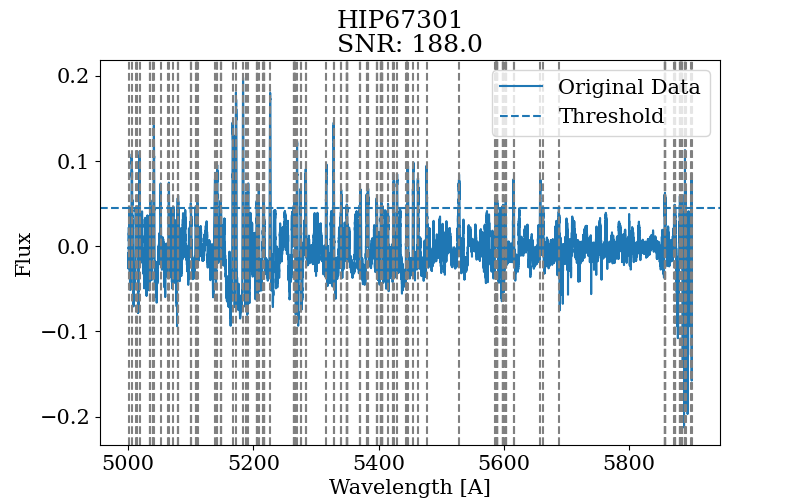 HIP67301
SNR: 188.0
Original Data
Threshold
Flux
0.2
0.1
0.0
−0.1
−0.2
5000 5200 5400 5600 5800
Wavelength [A]